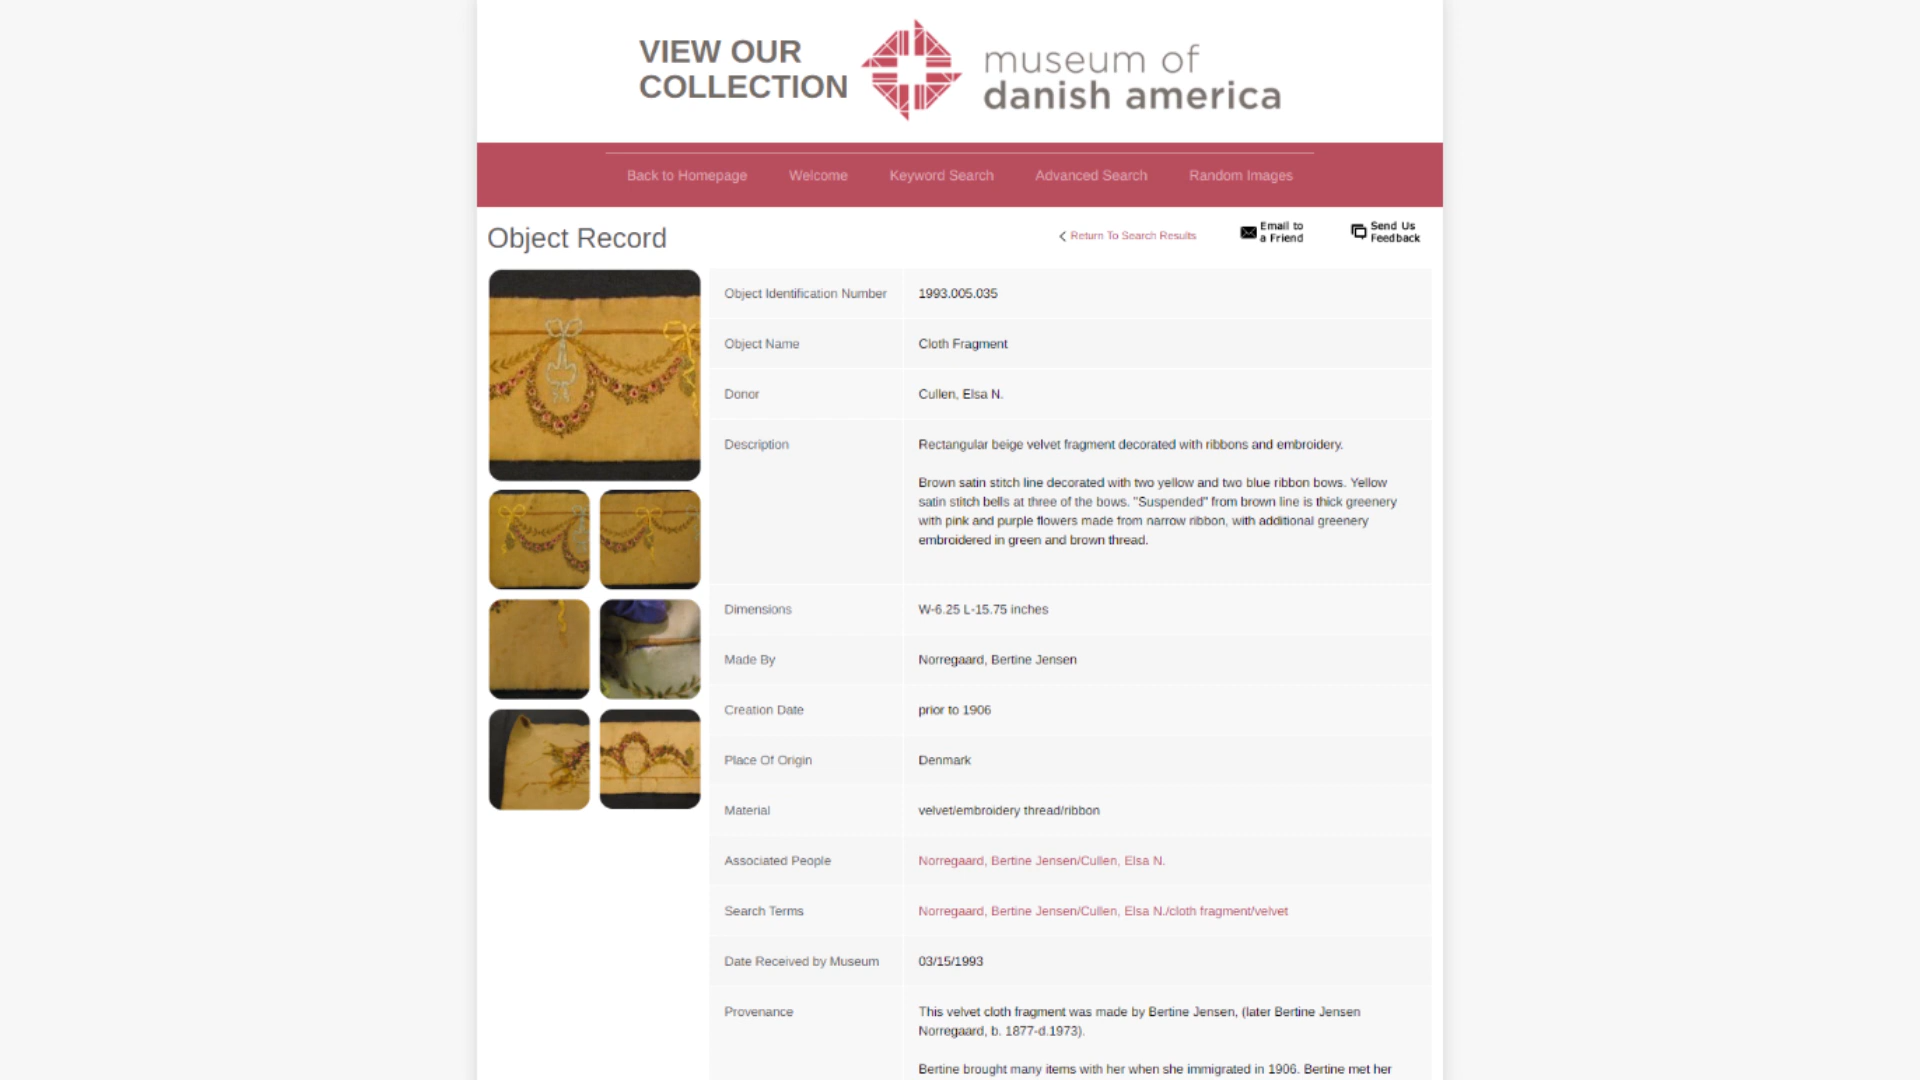 VIEW OUR
COLLECTION
museum of
danish america
Back to Homepage Welcome Keyword Search Advanced Search Random Images
Object Record
Return To Search Results
Email to
a Friend
Send Us
Feedback
Object Identification Number 1993.005.035
Object Name Cloth Fragment
Donor Cullen, Elsa N.
Description Rectangular beige velvet fragment decorated with ribbons and embroidery.
Brown satin stitch line decorated with two yellow and two blue ribbon bows. Yellow
satin stitch bells at three of the bows. "Suspended" from brown line is thick greenery
with pink and purple flowers made from narrow ribbon, with additional greenery
embroidered in green and brown thread.
Dimensions W-6.25 L-15.75 inches
Made By Norregaard, Bertine Jensen
Creation Date prior to 1906
Place Of Origin Denmark
Material velvet/embroidery thread/ribbon
Associated People Norregaard, Bertine Jensen/Cullen, Elsa N.
Search Terms Norregaard, Bertine Jensen/Cullen, Elsa N./cloth fragment/velvet
Date Received by Museum 03/15/1993
Provenance This velvet cloth fragment was made by Bertine Jensen, (later Bertine Jensen
Norregaard, b. 1877-d.1973).
Bertine brought many items with her when she immigrated in 1906. Bertine met her